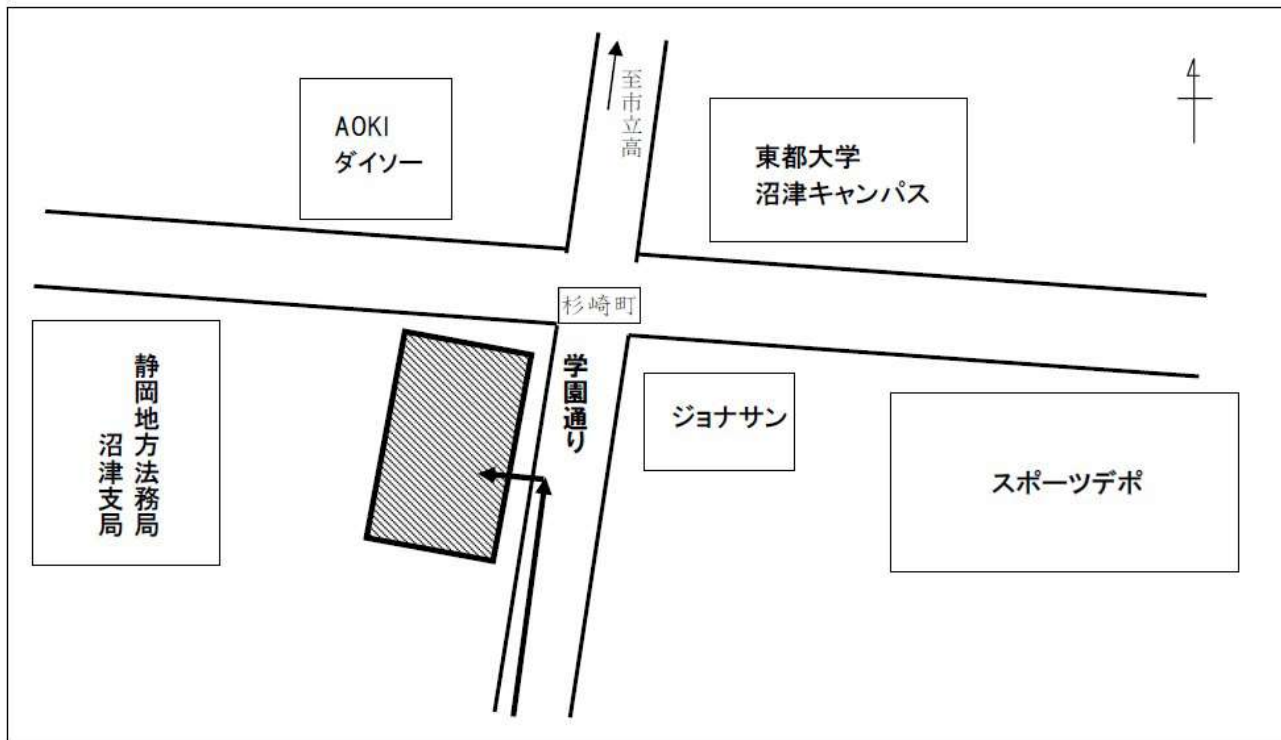 至市立高
AOKI
ダイソー
東都大学
沼津キャンパス
4
杉崎町
静岡地方法務局
沼津支局
学園通り
ジョナサン
スポーツデポ